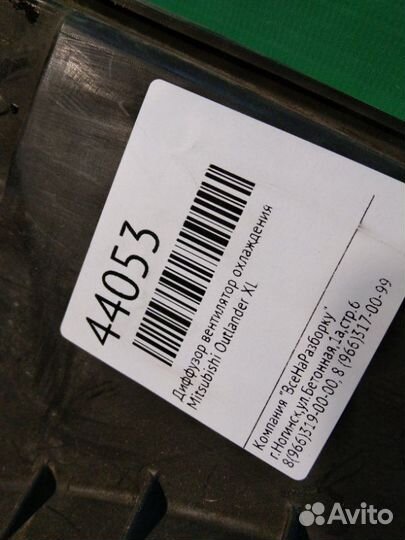 44053
Диффузор вентилятор охлаждения
Mitsubishi Outlander XL
Компания "ВсеНаРазборку"
г.Ногинск,ул.Бетонная,1а,стр.6
8(966)319-00-00, 8 (966)317-00-99
Avito